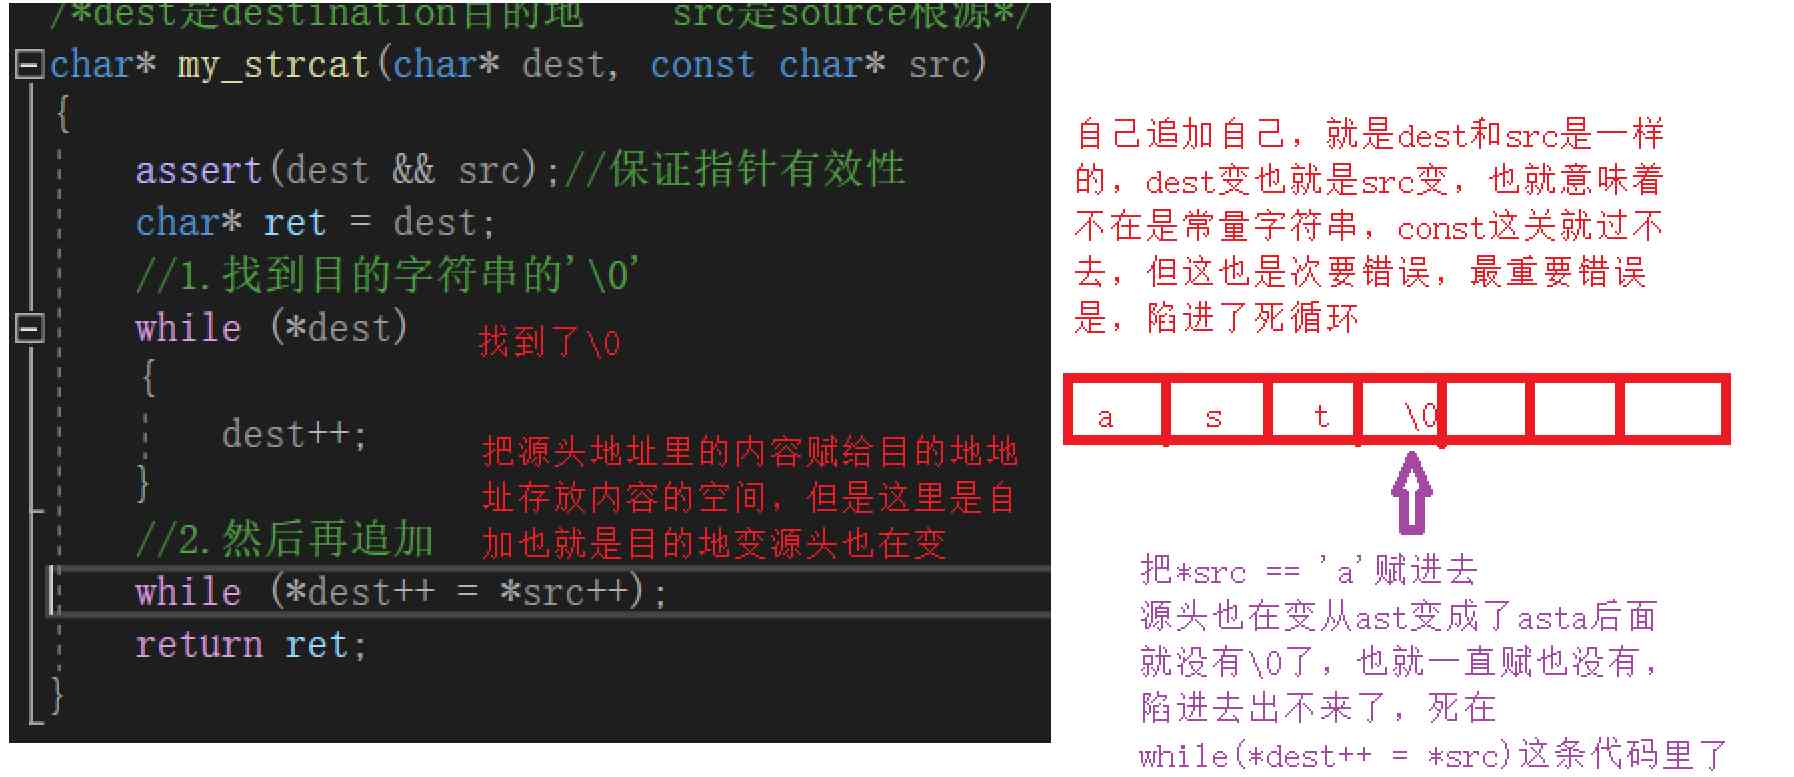 /*dest是destination目的地    src是source根源*/
char* my_strcat(char* dest, const char* src)
{
assert(dest && src);//保证指针有效性
char* ret = dest;
//1.找到目的字符串的'\0'
while (*dest)
找到了\0
{
dest++;
}
把源头地址里的内容赋给目的地地
址存放内容的空间，但是这里是自
加也就是目的地变源头也在变
//2.然后再追加
while (*dest++ = *src++);
return ret;
}
自己追加自己，就是dest和src是一样
的，dest变也就是src变，也就意味着
不在是常量字符串，const这关就过不
去，但这也是次要错误，最重要错误
是，陷进了死循环
a s t \0
把*src == 'a'赋进去
源头也在变从ast变成了asta后面
就没有\0了，也就一直赋也没有，
陷进去出不来了，死在
while(*dest++ = *src)这条代码里了